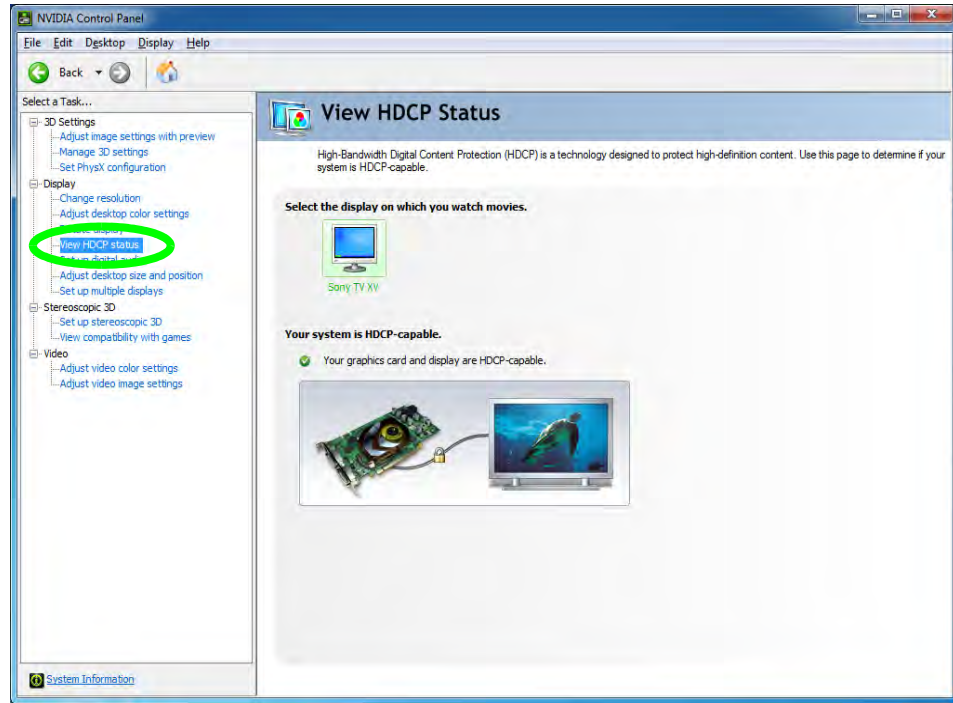 NVIDIA Control Panel
File Edit Desktop Display Help
Back
Select a Task...
3D Settings
Adjust image settings with preview
Manage 3D settings
Set PhysX configuration
Display
Change resolution
Adjust desktop color settings
Rotate display
View HDCP status
Set up digital audio
Adjust desktop size and position
Set up multiple displays
Stereoscopic 3D
Set up stereoscopic 3D
View compatibility with games
Video
Adjust video color settings
Adjust video image settings
System Information
View HDCP Status
High-Bandwidth Digital Content Protection (HDCP) is a technology designed to protect high-definition content. Use this page to determine if your
system is HDCP-capable.
Select the display on which you watch movies.
Sony TV XV
Your system is HDCP-capable.
Your graphics card and display are HDCP-capable.